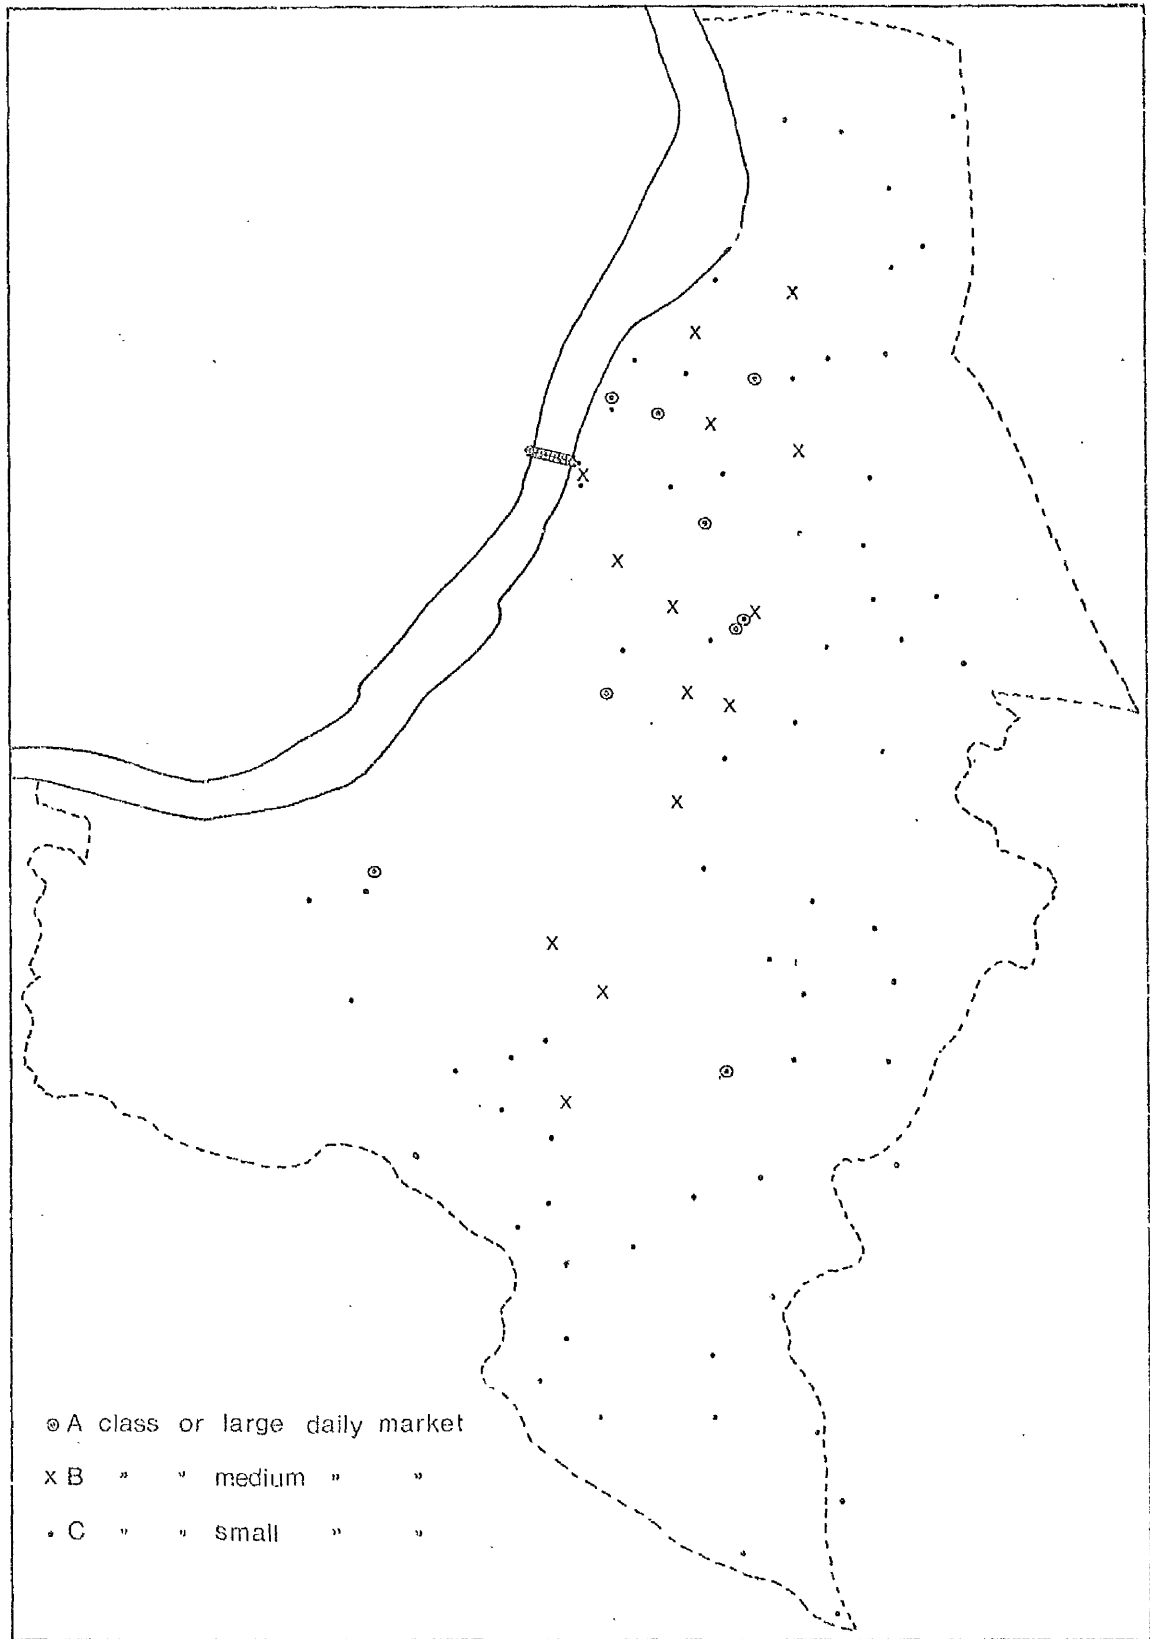 ⊙ A class or large daily market
x B " " medium " "
. C " " small " "